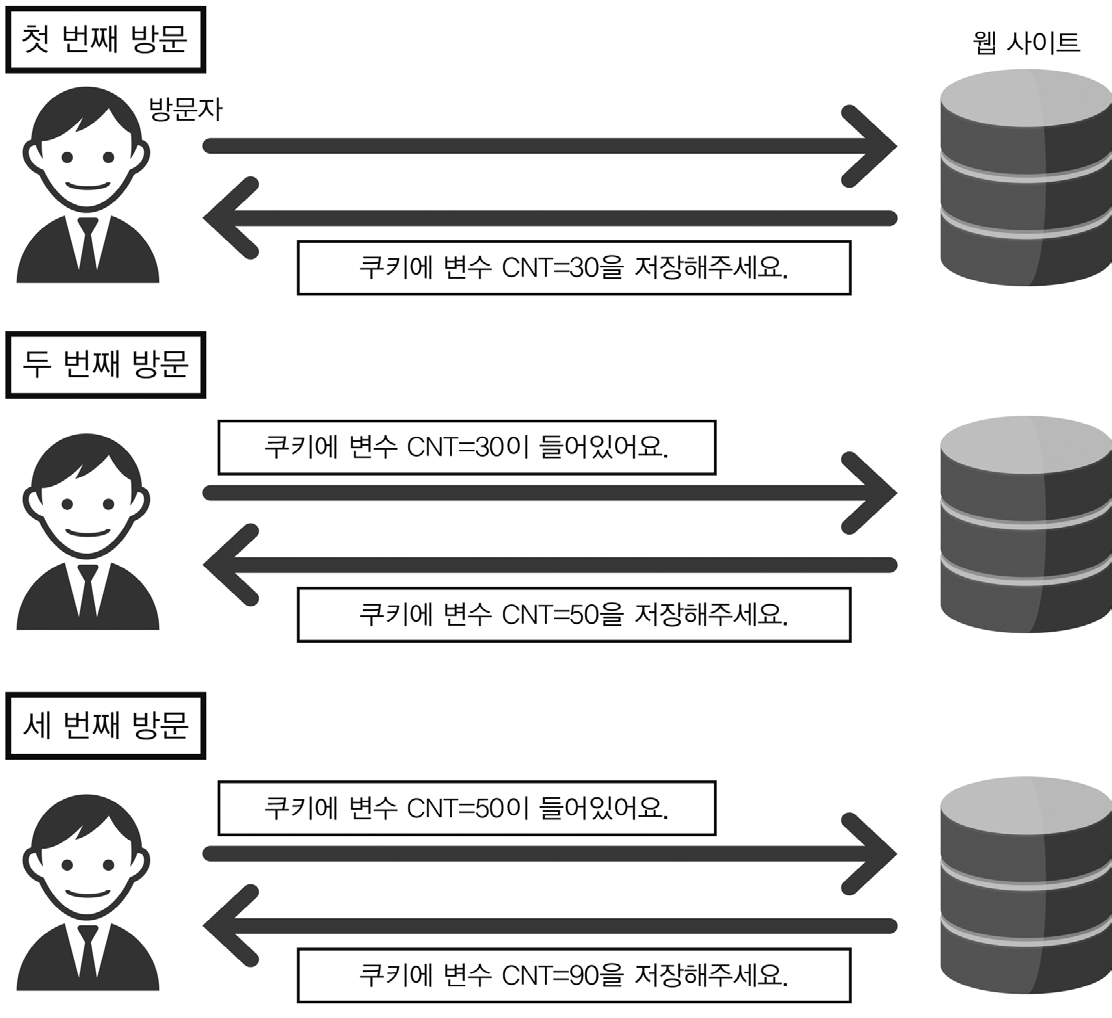 첫 번째 방문
웹 사이트
방문자
쿠키에 변수 CNT=30을 저장해주세요.
두 번째 방문
쿠키에 변수 CNT=30이 들어있어요.
쿠키에 변수 CNT=50을 저장해주세요.
세 번째 방문
쿠키에 변수 CNT=50이 들어있어요.
쿠키에 변수 CNT=90을 저장해주세요.